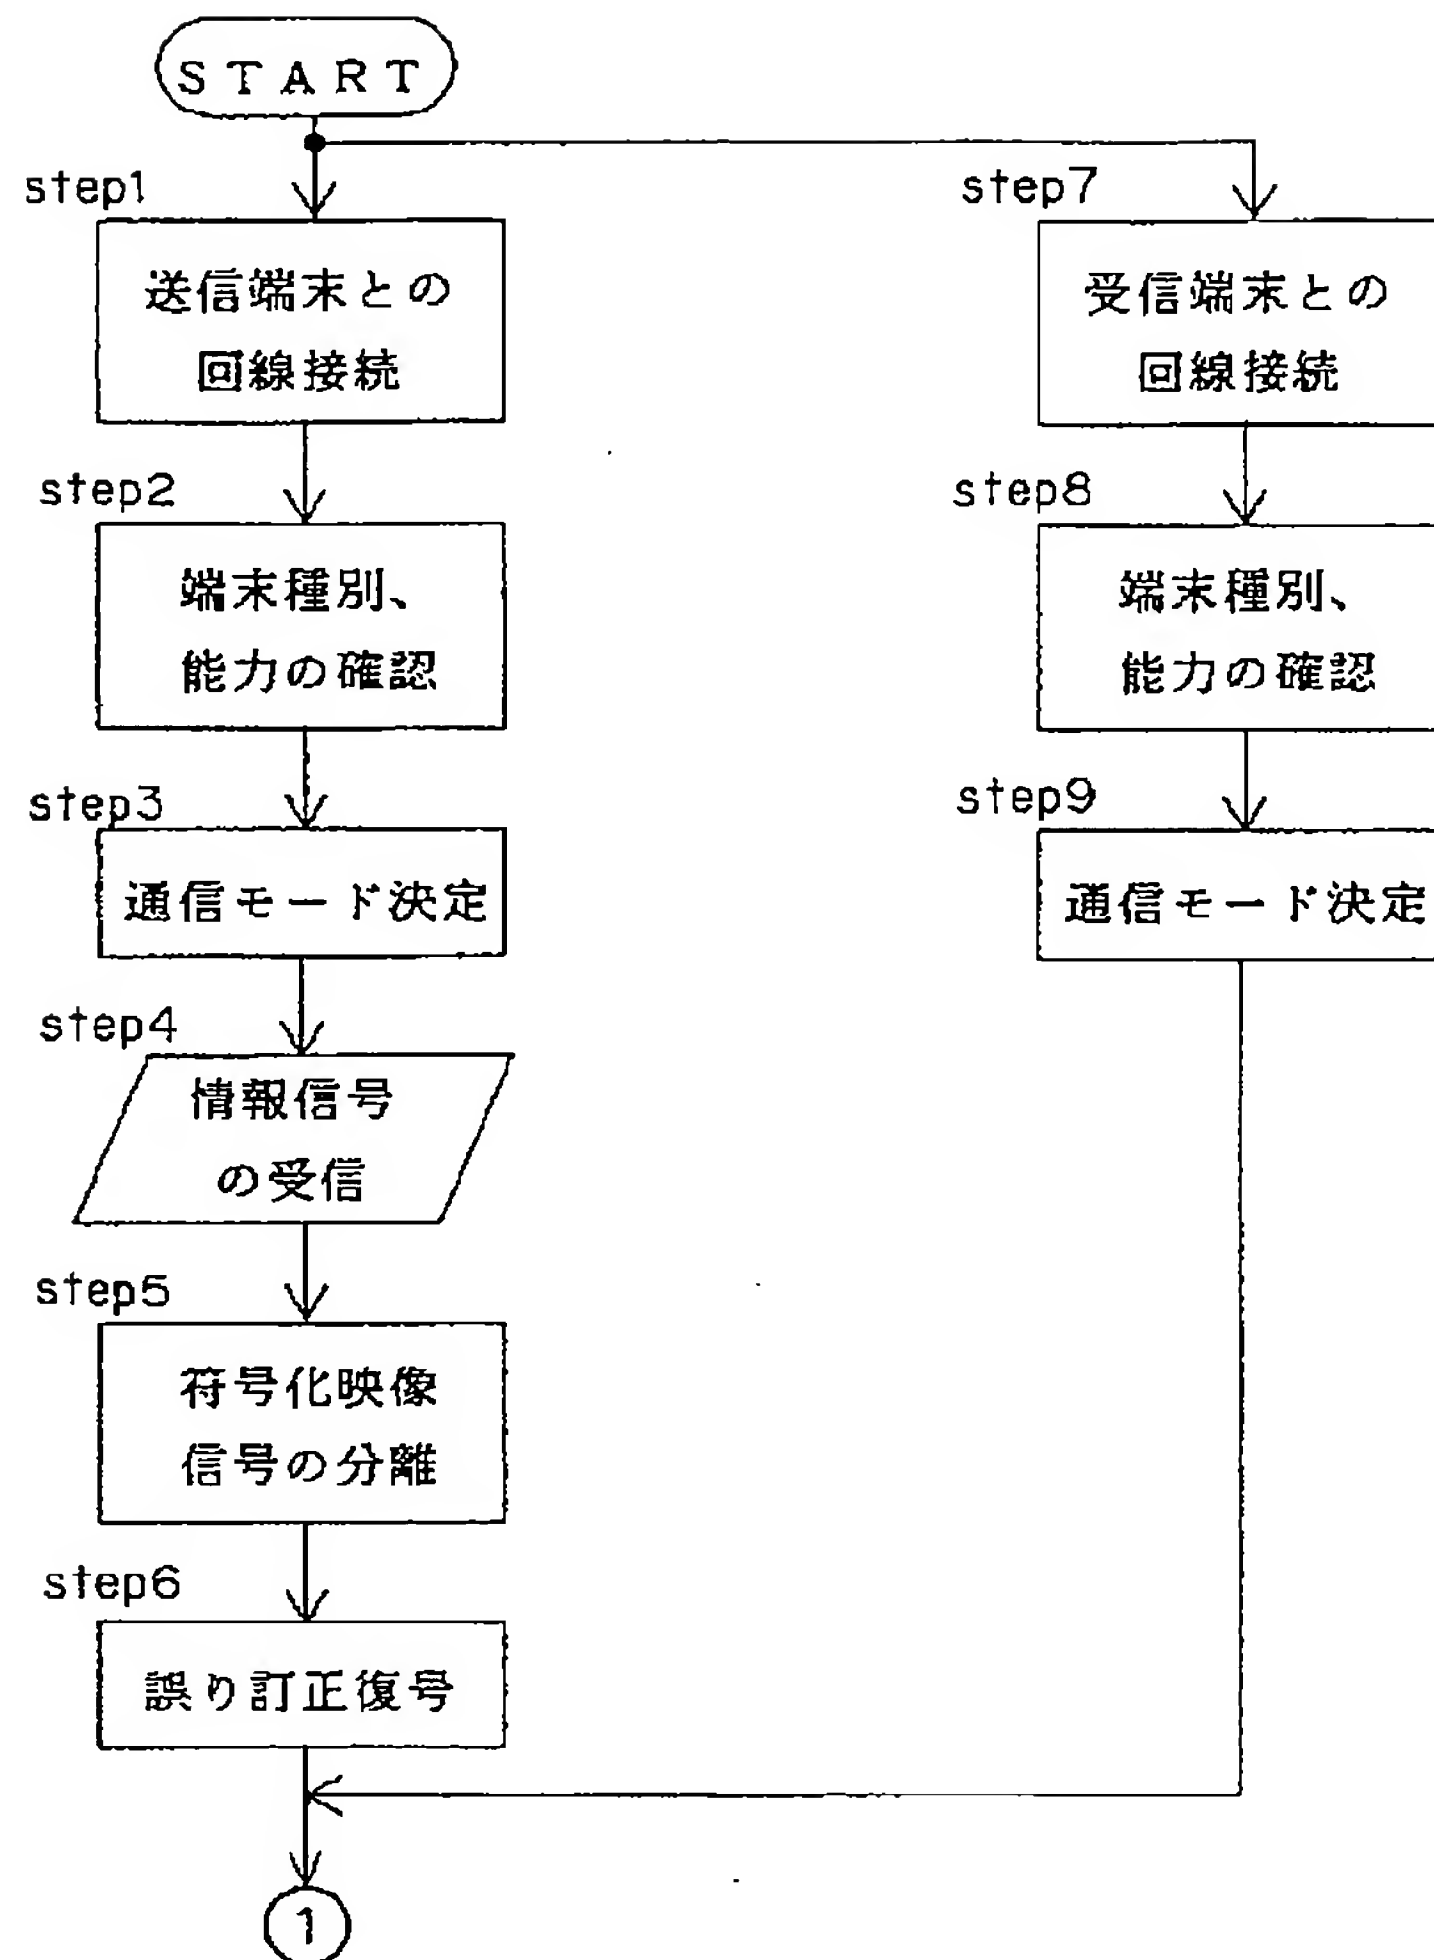 START
step1
送信端末との
回線接続
step2
端末種別、
能力の確認
step3
通信モード決定
step4
情報信号
の受信
step5
符号化映像
信号の分離
step6
誤り訂正復号
step7
受信端末との
回線接続
step8
端末種別、
能力の確認
step9
通信モード決定
1